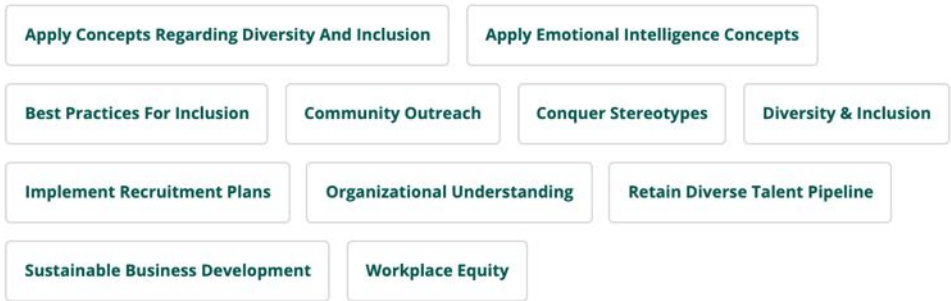 Apply Concepts Regarding Diversity And Inclusion
Apply Emotional Intelligence Concepts
Best Practices For Inclusion
Community Outreach
Conquer Stereotypes
Diversity & Inclusion
Implement Recruitment Plans
Organizational Understanding
Retain Diverse Talent Pipeline
Sustainable Business Development
Workplace Equity